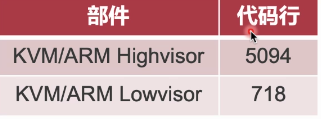 部件 代码行
KVM/ARM Highvisor 5094
KVM/ARM Lowvisor 718